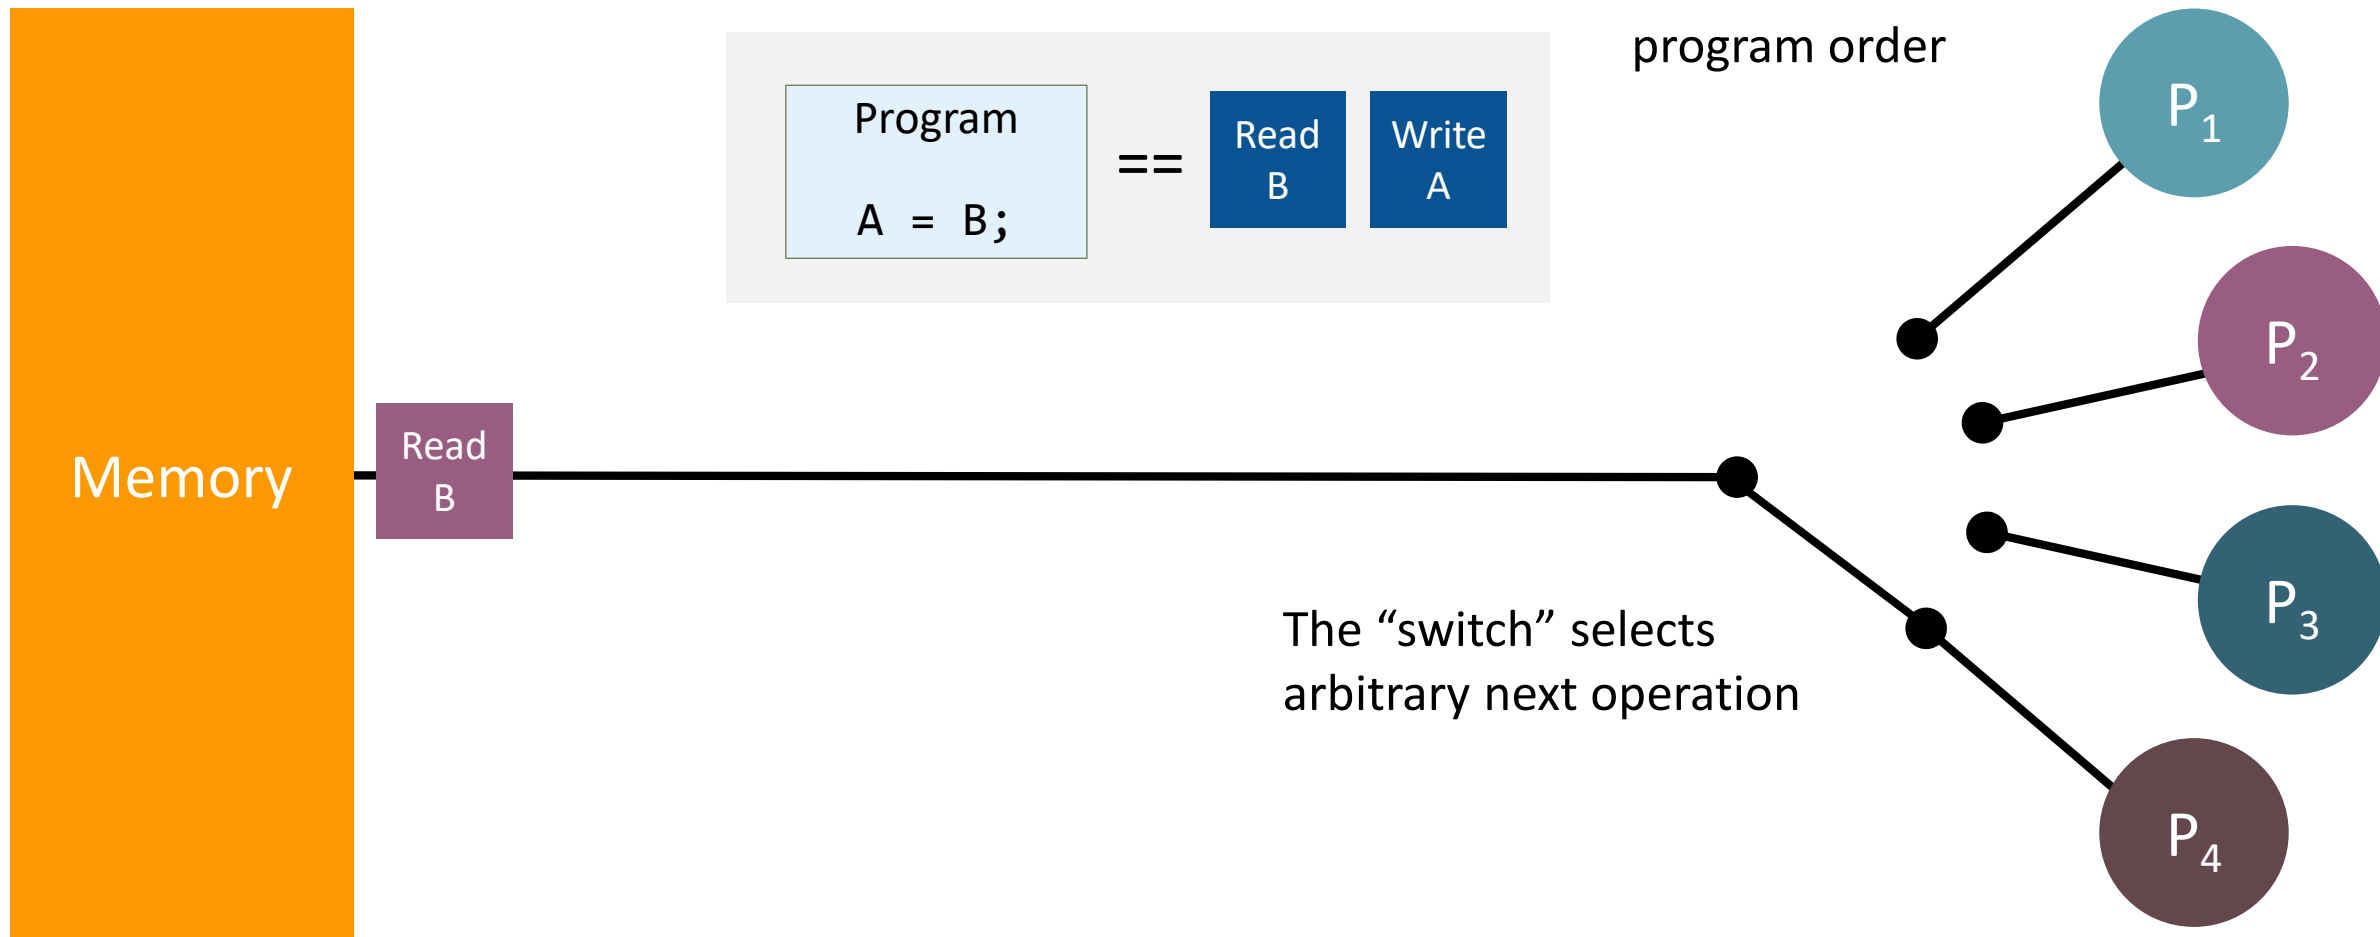 program order
Program
A = B;
==
Read
B
Write
A
P1
P2
Memory
Read
B
P3
The “switch” selects
arbitrary next operation
P4